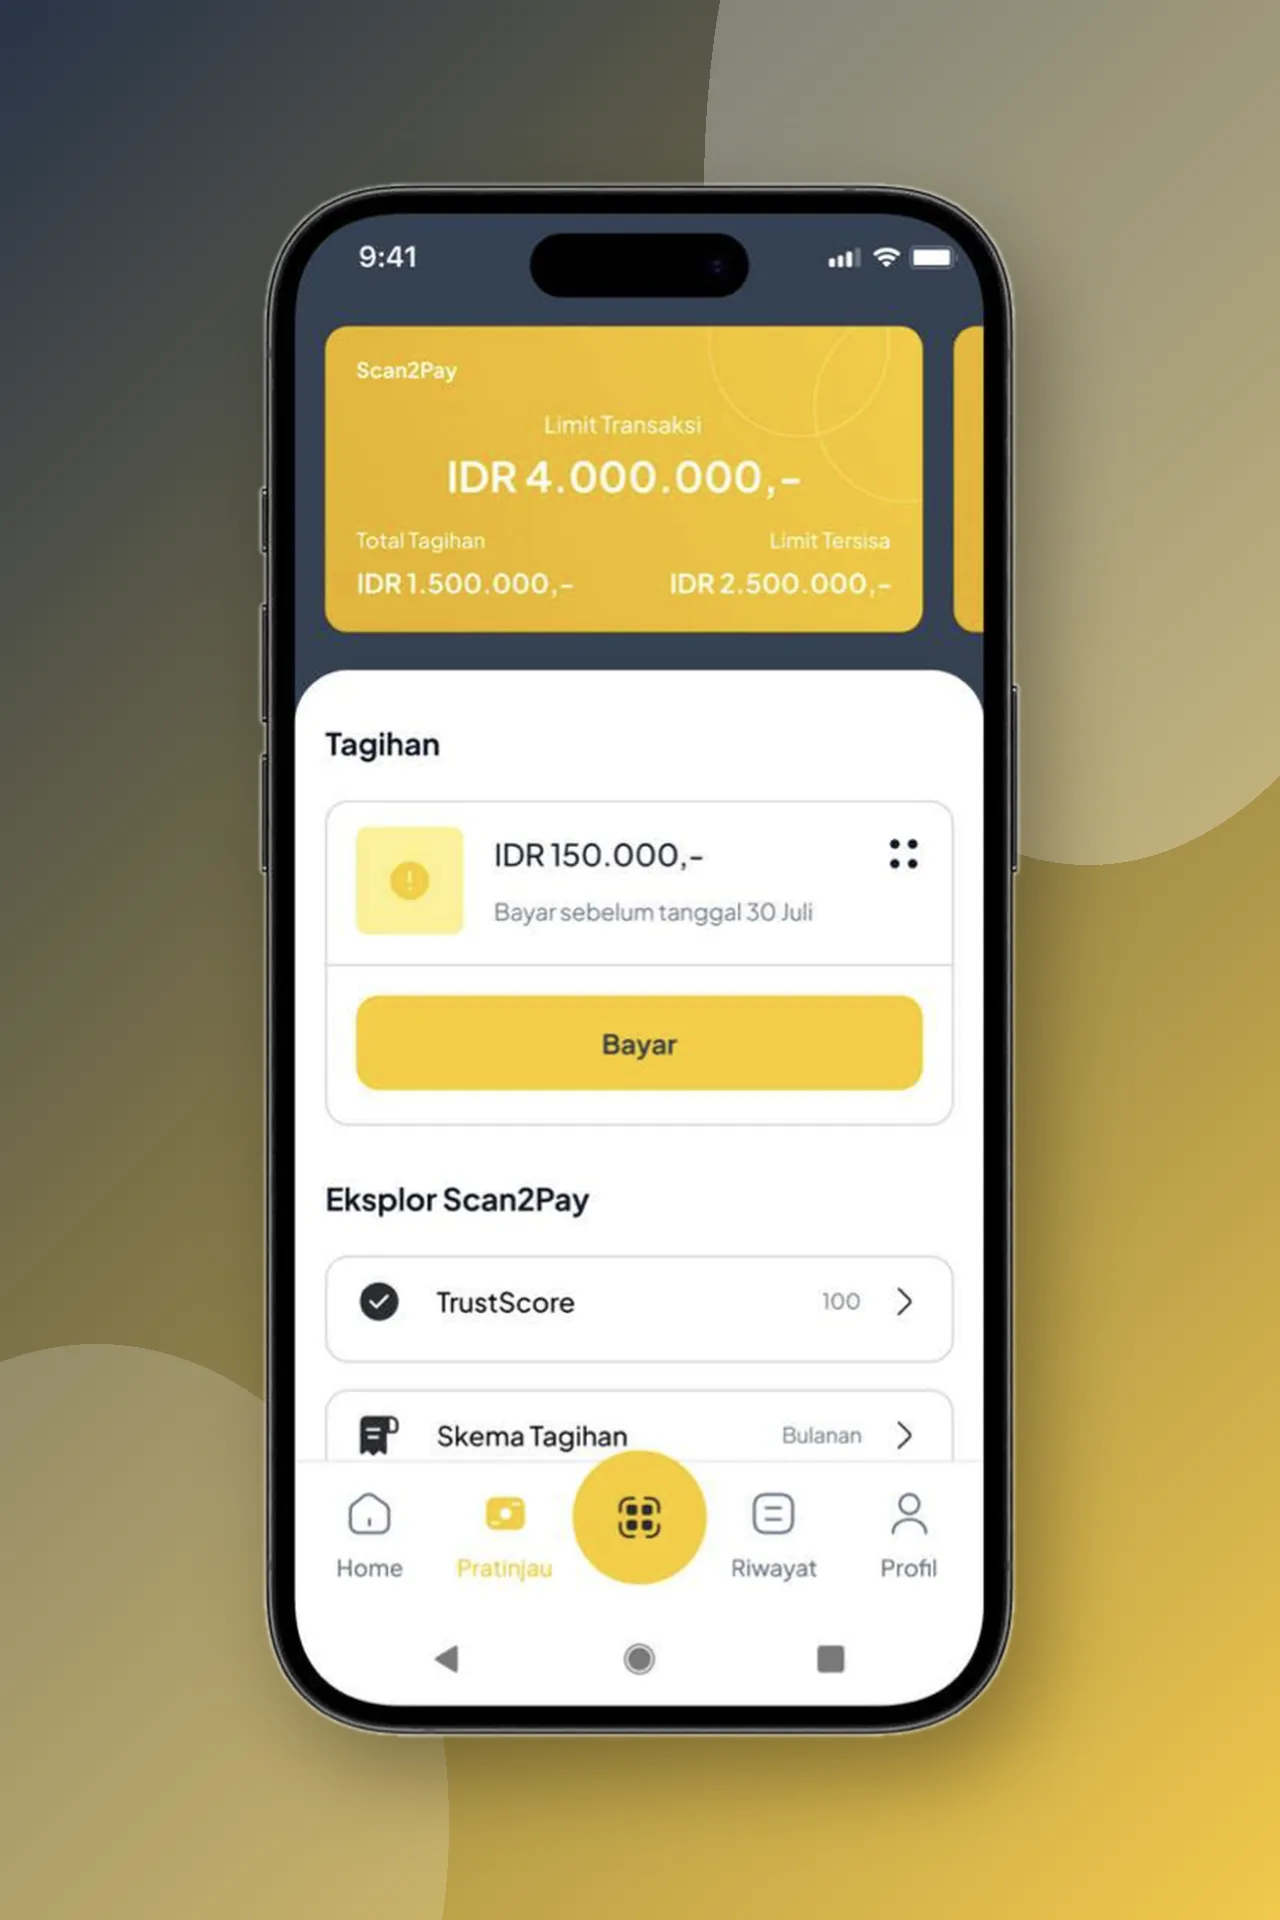 9:41
Scan2Pay
Limit Transaksi
IDR 4.000.000,-
Total Tagihan
Limit Tersisa
IDR 1.500.000,-
IDR 2.500.000,-
Tagihan
IDR 150.000,-
Bayar sebelum tanggal 30 Juli
Bayar
Eksplor Scan2Pay
TrustScore
100
Skema Tagihan
Bulanan
Home
Pratinjau
Riwayat
Profil